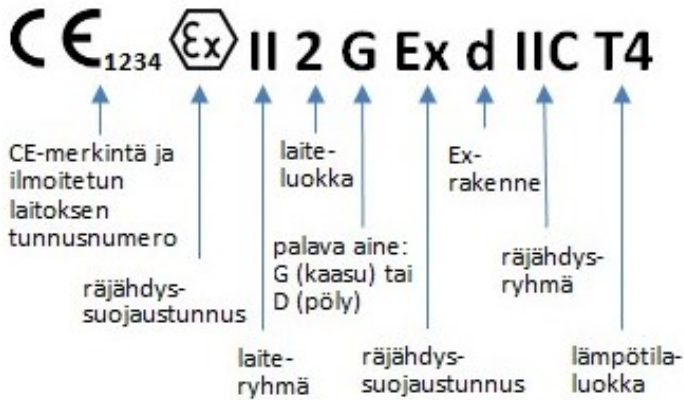 CE 1234 Ex II 2 G Ex d IIC T4
CE-merkintä ja
ilmoitetun
laitoksen
tunnusnumero
räjähdys-
suojaustunnus
laite-
ryhmä
laite-
luokka
palava aine:
G (kaasu) tai
D (pöly)
räjähdys-
suojaustunnus
Ex-
rakenne
räjähdys-
ryhmä
lämpötila-
luokka